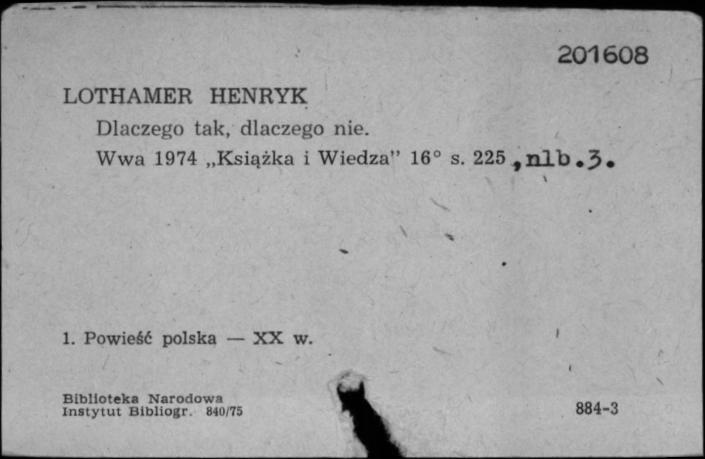 201608
LOTHAMER HENRYK
Dlaczego tak, dlaczego nie.
Wwa 1974 „Książka i Wiedza” 16° s. 225, nlb.3.
1. Powieść polska — XX w.
Biblioteka Narodowa
Instytut Bibliogr. 840/75
884-3